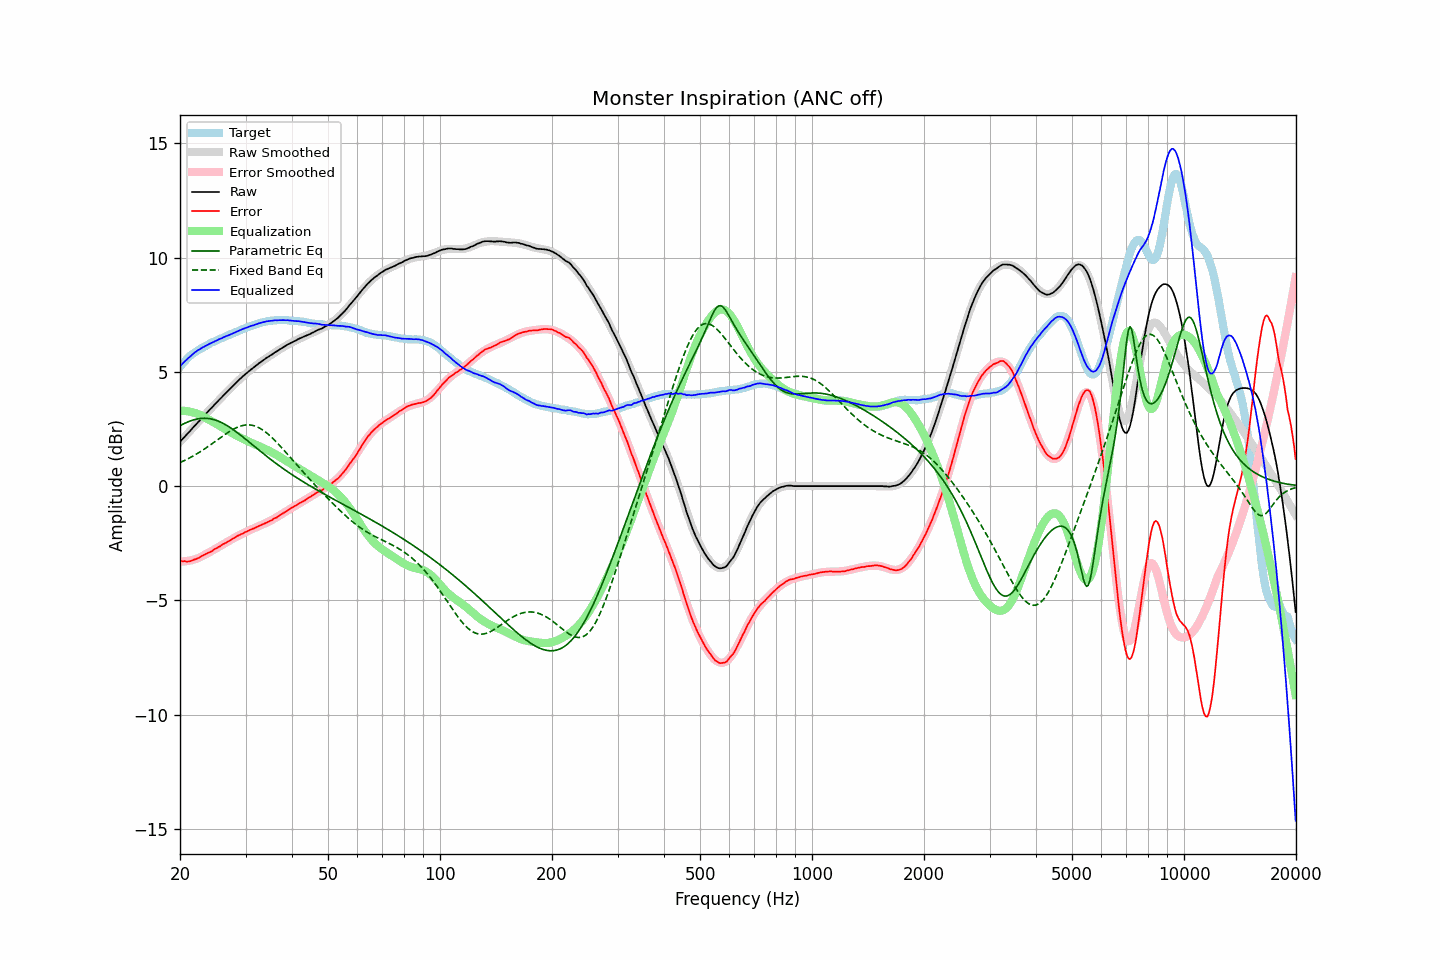 Monster Inspiration (ANC off)
Target
Raw Smoothed
Error Smoothed
Raw
Error
Equalization
Parametric Eq
Fixed Band Eq
Equalized
15
10
5
0
−5
−10
−15
Amplitude (dBr)
20 50 100 200 500 1000 2000 5000 10000 20000
Frequency (Hz)